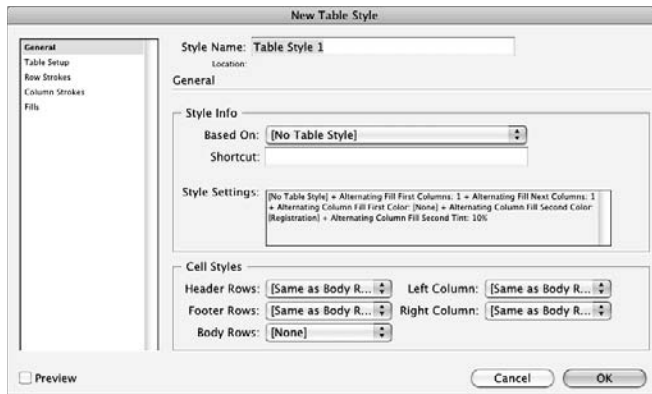 New Table Style
General
Table Setup
Row Strokes
Column Strokes
Fills
Style Name: Table Style 1
Location:
General
Style Info
Based On: [No Table Style]
Shortcut:
Style Settings: [No Table Style] + Alternating Fill First Columns: 1 + Alternating Fill Next Columns: 1
+ Alternating Column Fill First Color: [None] + Alternating Column Fill Second Color:
[Registration] + Alternating Column Fill Second Tint: 10%
Cell Styles
Header Rows: [Same as Body R... Left Column: [Same as Body R...
Footer Rows: [Same as Body R... Right Column: [Same as Body R...
Body Rows: [None]
Preview Cancel OK